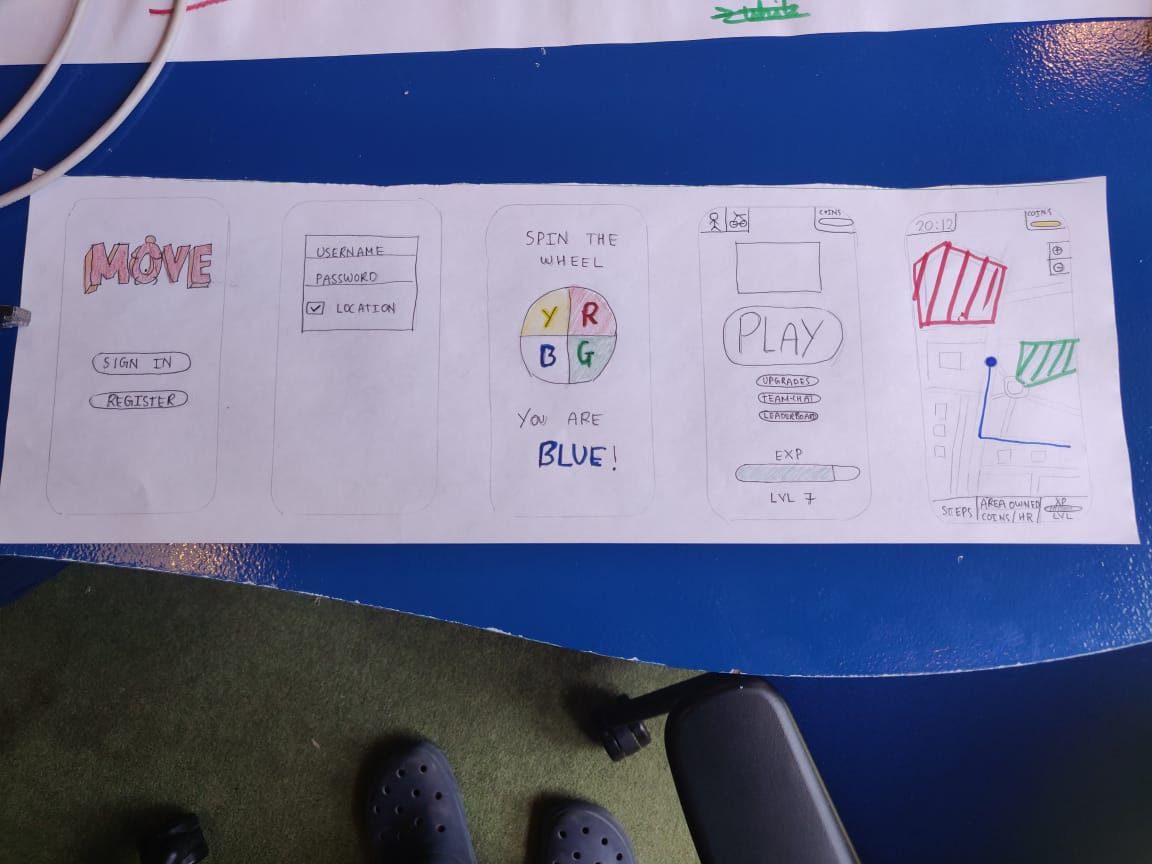 MOVE
SIGN IN
REGISTER
USERNAME
PASSWORD
LOCATION
SPIN THE
WHEEL
Y R
B G
YOU ARE
BLUE!
COINS
PLAY
UPGRADES
TEAM-CHAT
LEADERBOARD
EXP
LVL 7
20:12
COINS
STEPS
AREA OWNED
COINS/HR
XP
LVL